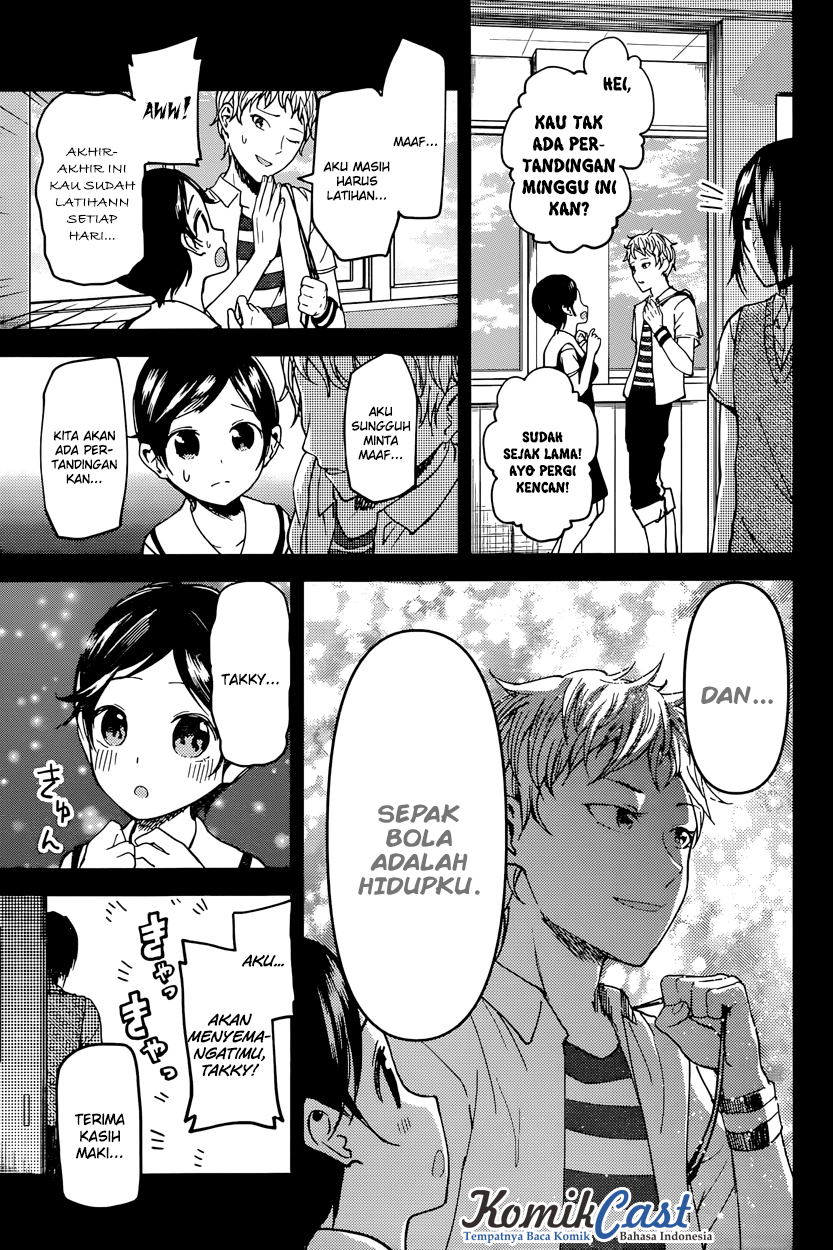 HEI,
KAU TAK
ADA PER-
TANDINGAN
MINGGU INI
KAN?
SUDAH
SEJAK LAMA!
AYO PERGI
KENCAN!
MAAF...
AKU MASIH
HARUS
LATIHAN...
AWW!
AKHIR-
AKHIR INI
KAU SUDAH
LATIHANN
SETIAP
HARI...
AKU
SUNGGUH
MINTA
MAAF...
KITA AKAN
ADA PER-
TANDINGAN
KAN...
DAN...
SEPAK
BOLA
ADALAH
HIDUPKU.
TAKKY...
きゅん
AKU...
AKAN
MENYEMA-
NGATIMU,
TAKKY!
きゃっ
きゃっ
TERIMA
KASIH
MAKI...
KomikCast
Tempatnya Baca Komik Bahasa Indonesia